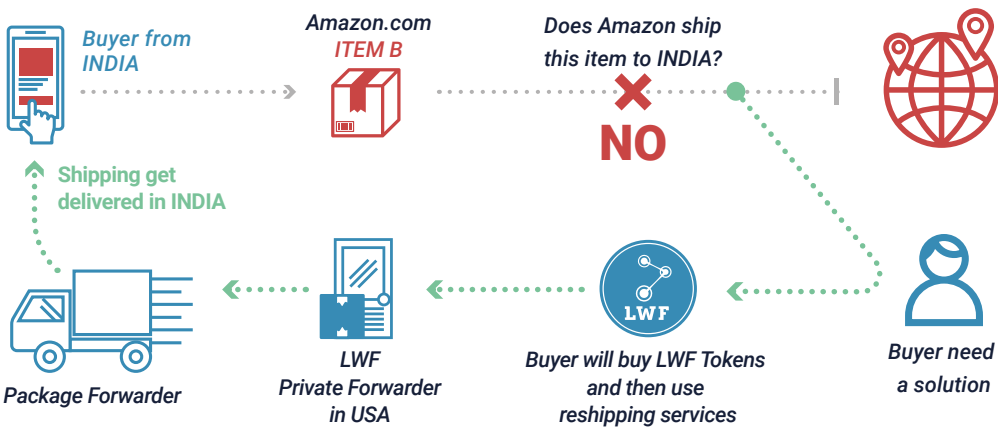 Buyer from
INDIA
Amazon.com
ITEM B
Does Amazon ship
this item to INDIA?
NO
Shipping get
delivered in INDIA
LWF
Package Forwarder
LWF
Private Forwarder
in USA
Buyer will buy LWF Tokens
and then use
reshipping services
Buyer need
a solution